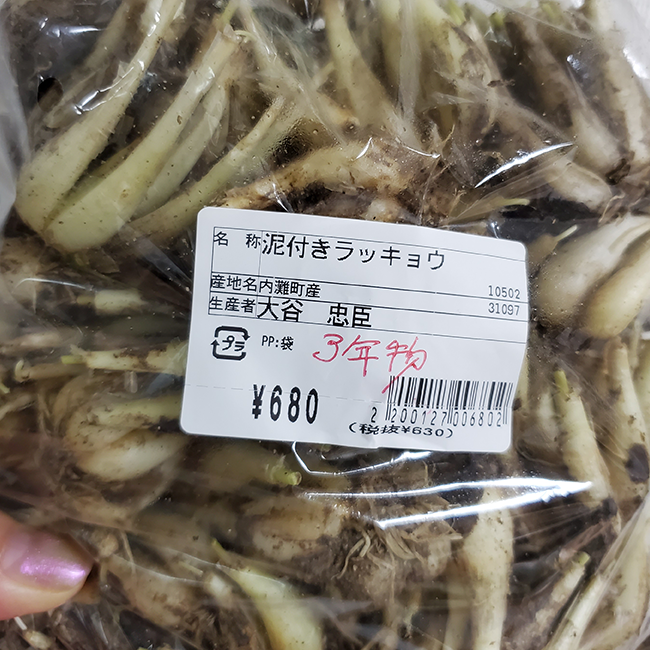 名 称 泥付きラッキョウ
産地名 内灘町産 10502
生産者 大谷 忠臣 31097
プラ PP:袋 3年物
¥680
2 200127 006802
(税抜¥630)